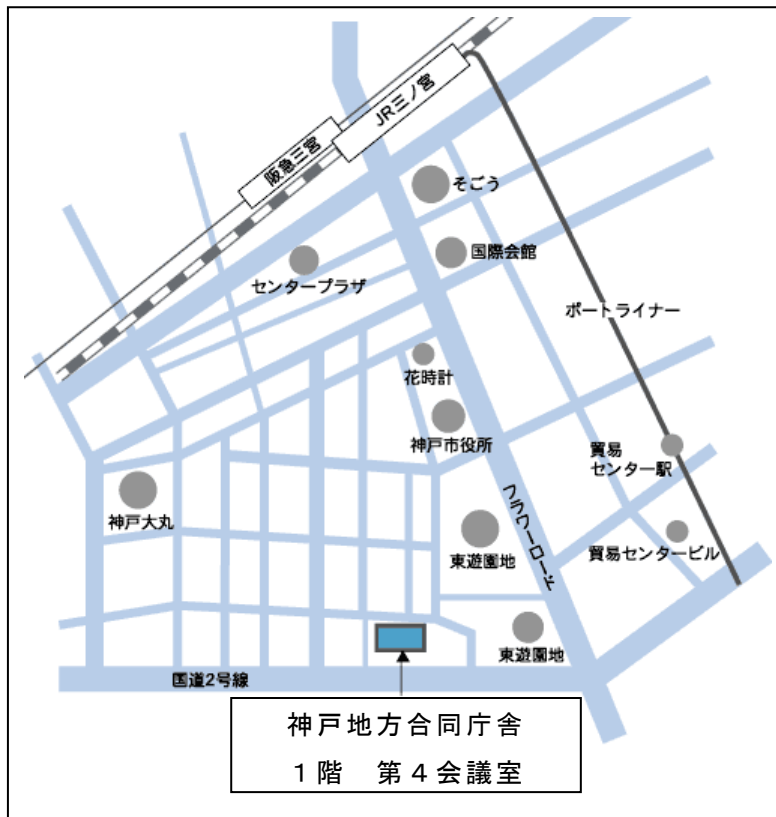 JR三ノ宮
阪急三宮
そごう
国際会館
センタープラザ
ポートライナー
花時計
神戸市役所
貿易
センター駅
神戸大丸
フラワーロード
東遊園地
貿易センタービル
東遊園地
国道2号線
神戸地方合同庁舎
１階　第４会議室